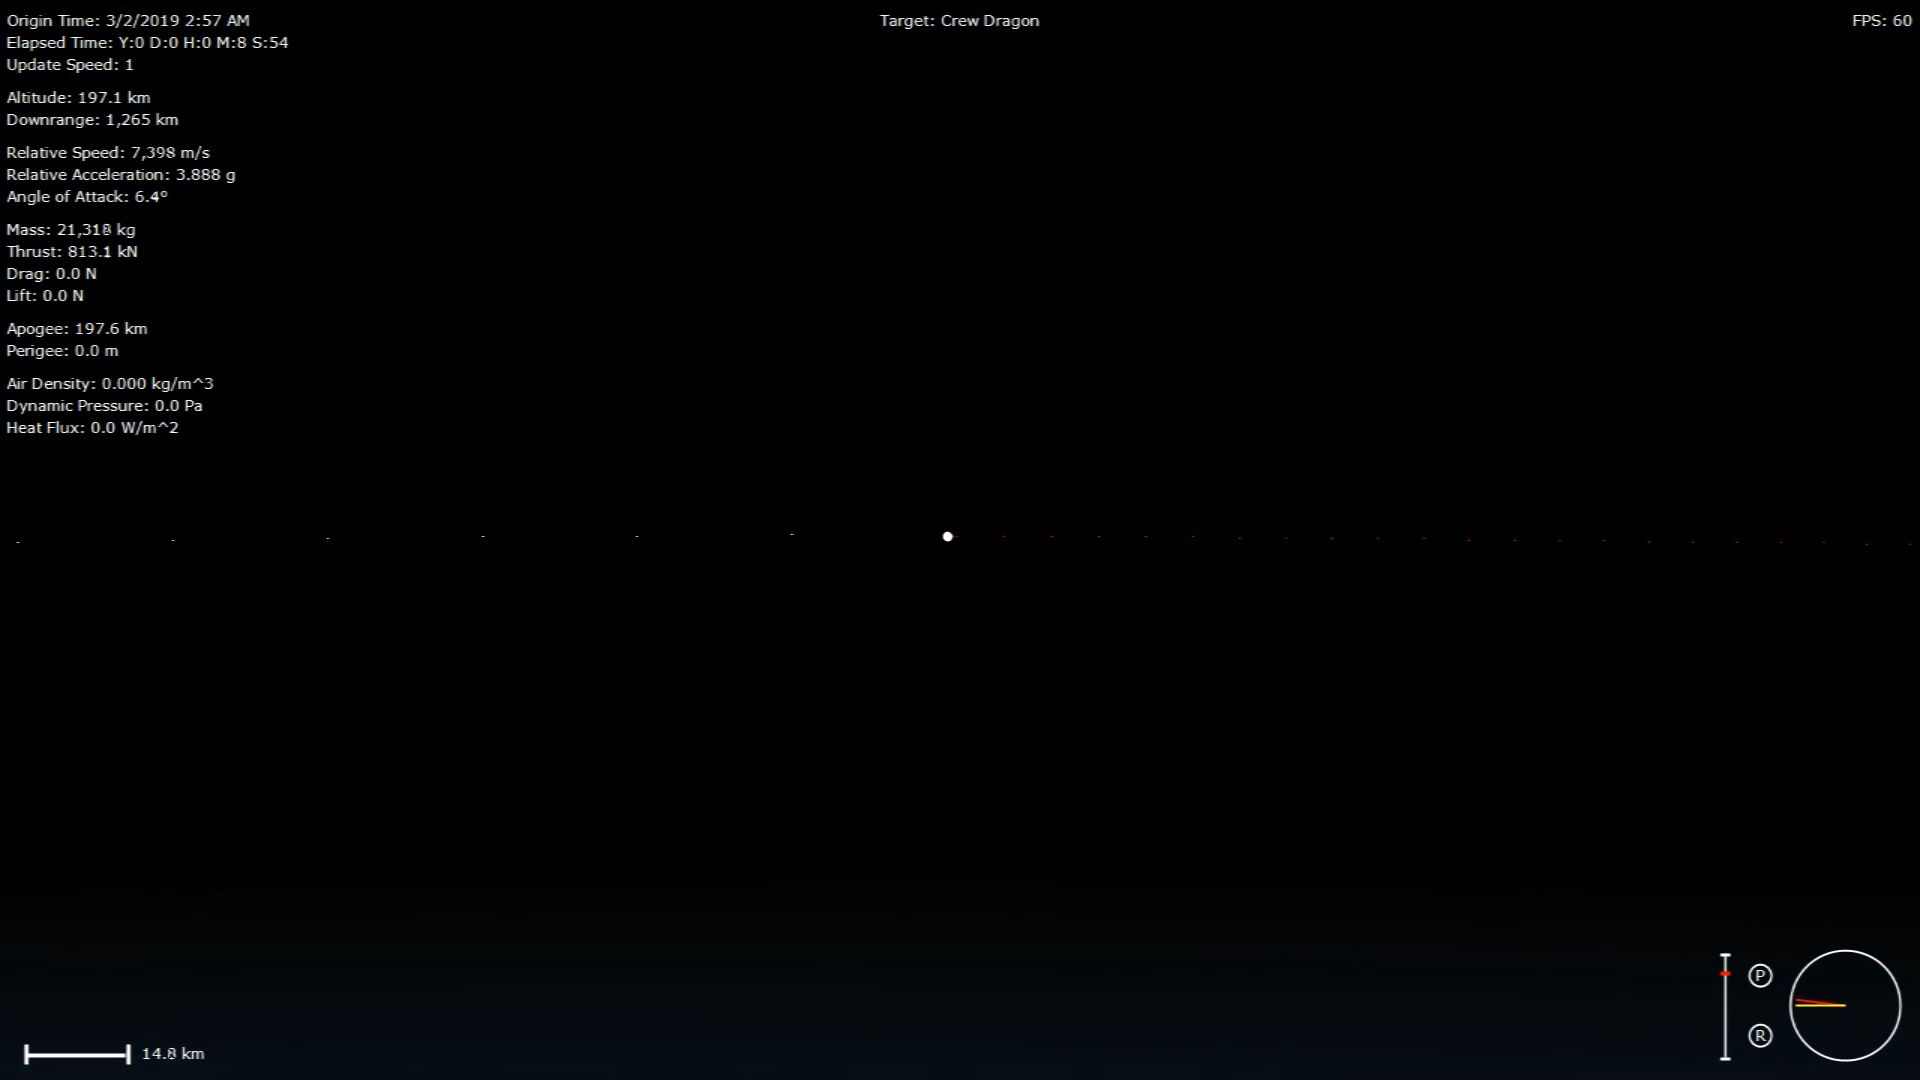 Origin Time: 3/2/2019 2:57 AM
Target: Crew Dragon
FPS: 60
Elapsed Time: Y:0 D:0 H:0 M:8 S:54
Update Speed: 1
Altitude: 197.1 km
Downrange: 1,265 km
Relative Speed: 7,398 m/s
Relative Acceleration: 3.888 g
Angle of Attack: 6.4°
Mass: 21,318 kg
Thrust: 813.1 kN
Drag: 0.0 N
Lift: 0.0 N
Apogee: 197.6 km
Perigee: 0.0 m
Air Density: 0.000 kg/m^3
Dynamic Pressure: 0.0 Pa
Heat Flux: 0.0 W/m^2
P
R
14.8 km